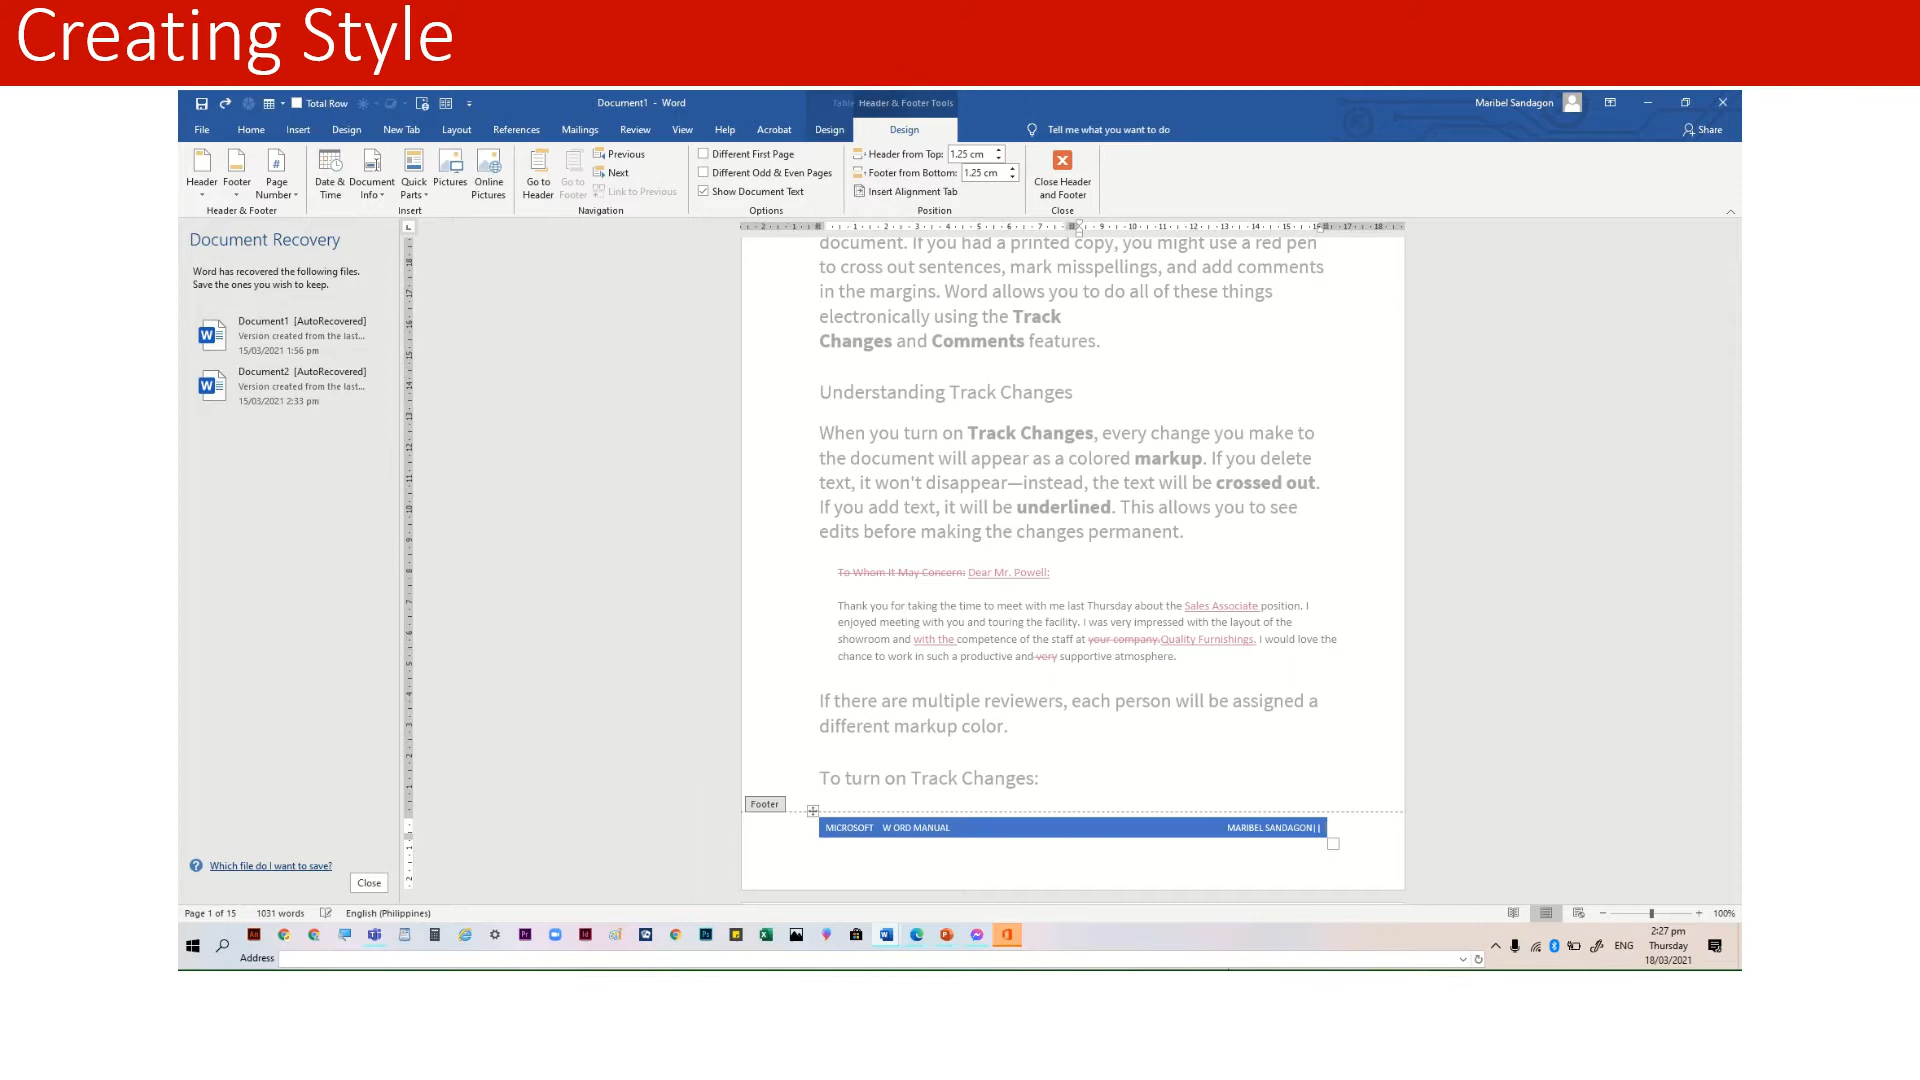 Creating Style
Total Row
Document1 - Word
Table
Header & Footer Tools
Maribel Sandagon
File
Home
Insert
Design
New Tab
Layout
References
Mailings
Review
View
Help
Acrobat
Design
Design
Tell me what you want to do
Share
Header
Footer
Page Number
Header & Footer
Date & Time
Document Info
Quick Parts
Pictures
Online Pictures
Insert
Go to Header
Go to Footer
Previous
Next
Link to Previous
Navigation
Different First Page
Different Odd & Even Pages
Show Document Text
Options
Header from Top: 1.25 cm
Footer from Bottom: 1.25 cm
Insert Alignment Tab
Position
Close Header and Footer
Close
Document Recovery
Word has recovered the following files.
Save the ones you wish to keep.
Document1 [AutoRecovered]
Version created from the last...
15/03/2021 1:56 pm
Document2 [AutoRecovered]
Version created from the last...
15/03/2021 2:33 pm
Which file do I want to save?
Close
document. If you had a printed copy, you might use a red pen
to cross out sentences, mark misspellings, and add comments
in the margins. Word allows you to do all of these things
electronically using the Track
Changes and Comments features.
Understanding Track Changes
When you turn on Track Changes, every change you make to
the document will appear as a colored markup. If you delete
text, it won't disappear—instead, the text will be crossed out.
If you add text, it will be underlined. This allows you to see
edits before making the changes permanent.
To Whom It May Concern: Dear Mr. Powell:
Thank you for taking the time to meet with me last Thursday about the Sales Associate position. I
enjoyed meeting with you and touring the facility. I was very impressed with the layout of the
showroom and with the competence of the staff at your company.Quality Furnishings. I would love the
chance to work in such a productive and very supportive atmosphere.
If there are multiple reviewers, each person will be assigned a
different markup color.
To turn on Track Changes:
Footer
MICROSOFT W ORD MANUAL
MARIBEL SANDAGON||
Page 1 of 15
1031 words
English (Philippines)
100%
Address
ENG
2:27 pm
Thursday
18/03/2021